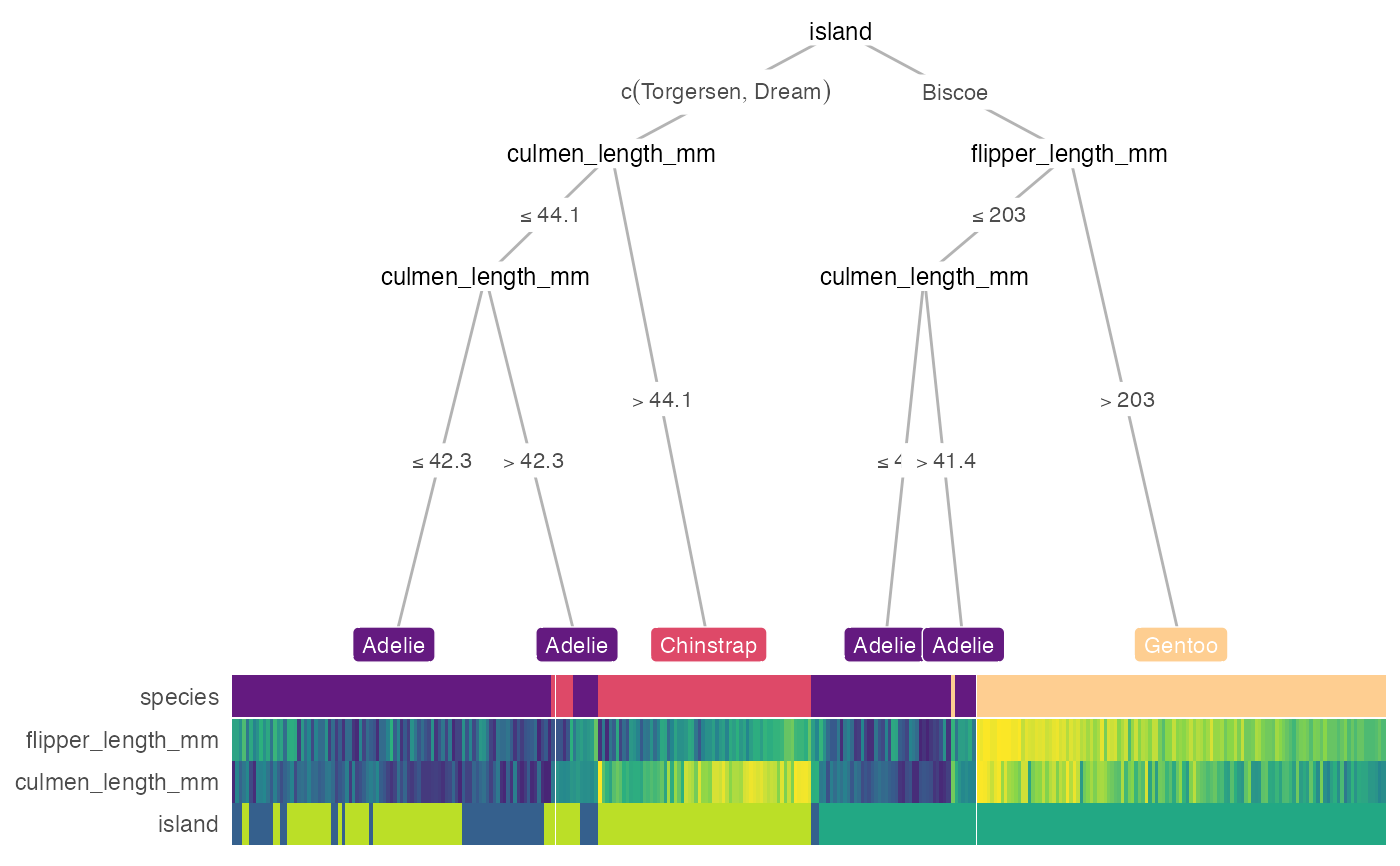 island
c(Torgersen, Dream)
Biscoe
culmen_length_mm
flipper_length_mm
≤ 44.1
≤ 203
culmen_length_mm
culmen_length_mm
> 44.1
> 203
≤ 42.3
> 42.3
≤ 4
> 41.4
Adelie
Adelie
Chinstrap
Adelie
Adelie
Gentoo
species
flipper_length_mm
culmen_length_mm
island